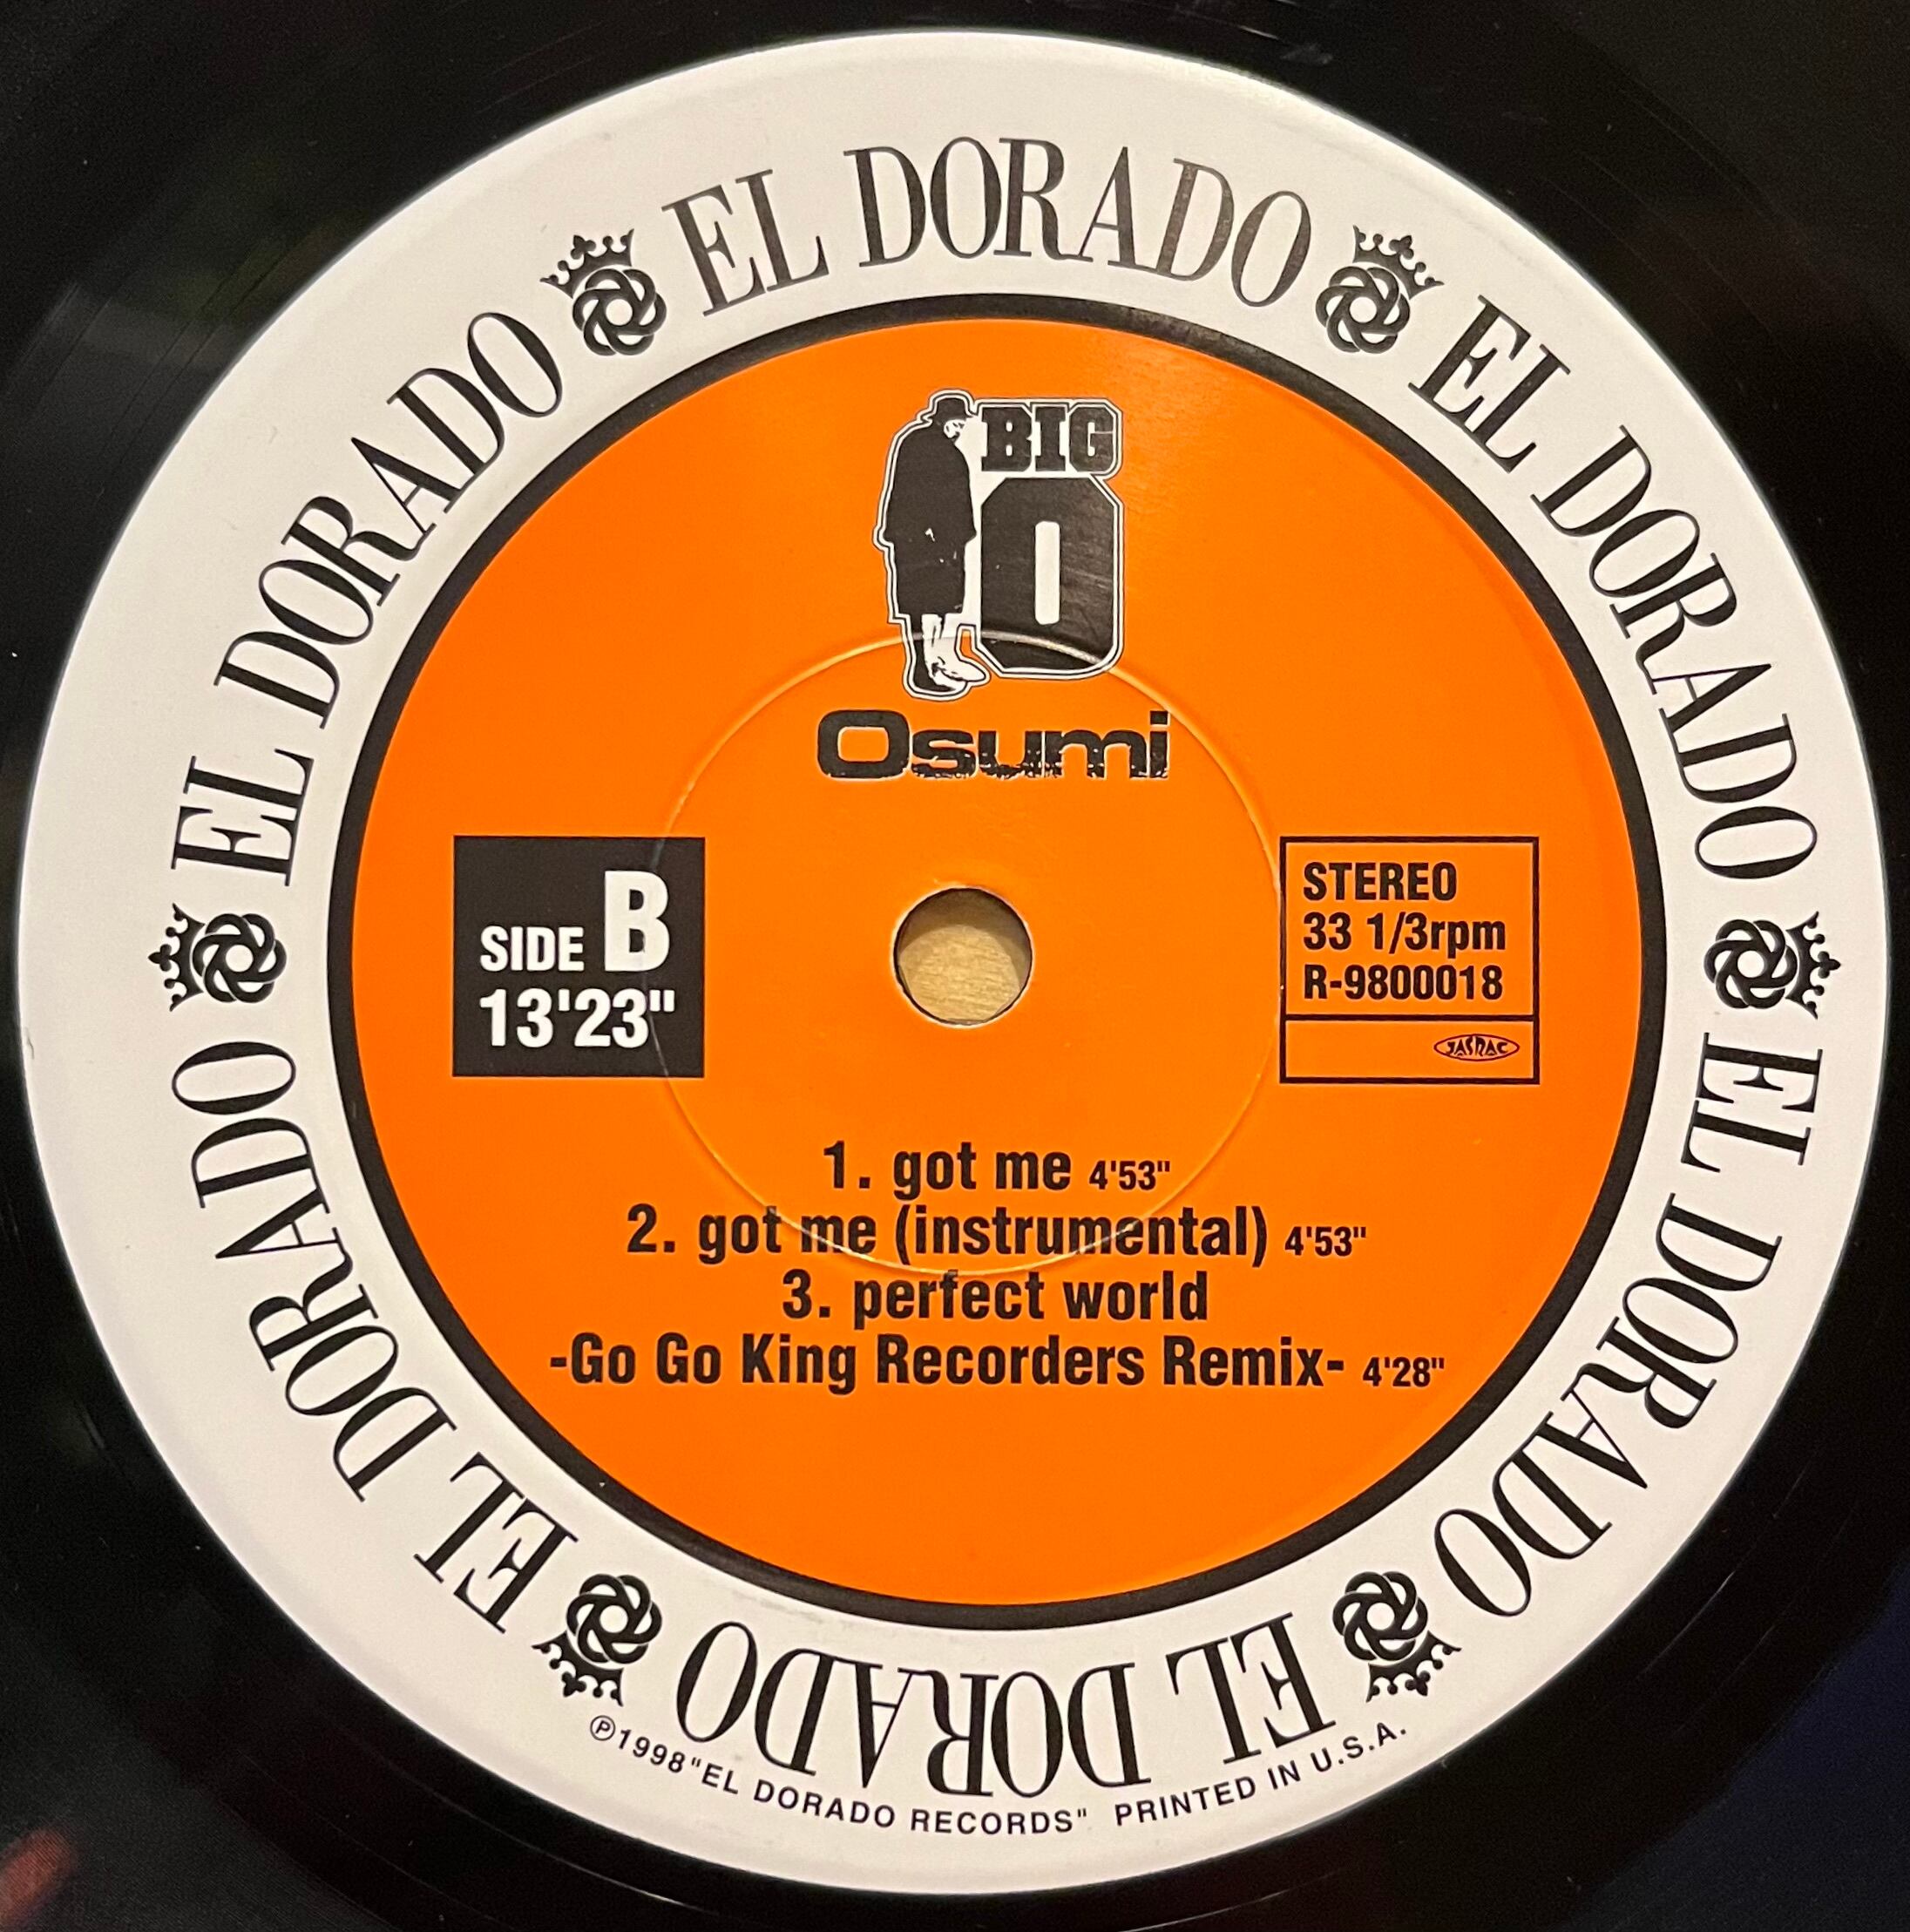 EL DORADO EL DORADO EL DORADO EL DORADO EL DORADO EL DORADO
BIG
O
Osumi
SIDE B
13'23"
STEREO
33 1/3rpm
R-9800018
JASRAC
1. got me 4'53"
2. got me (instrumental) 4'53"
3. perfect world
-Go Go King Recorders Remix- 4'28"
℗1998"EL DORADO RECORDS" PRINTED IN U.S.A.